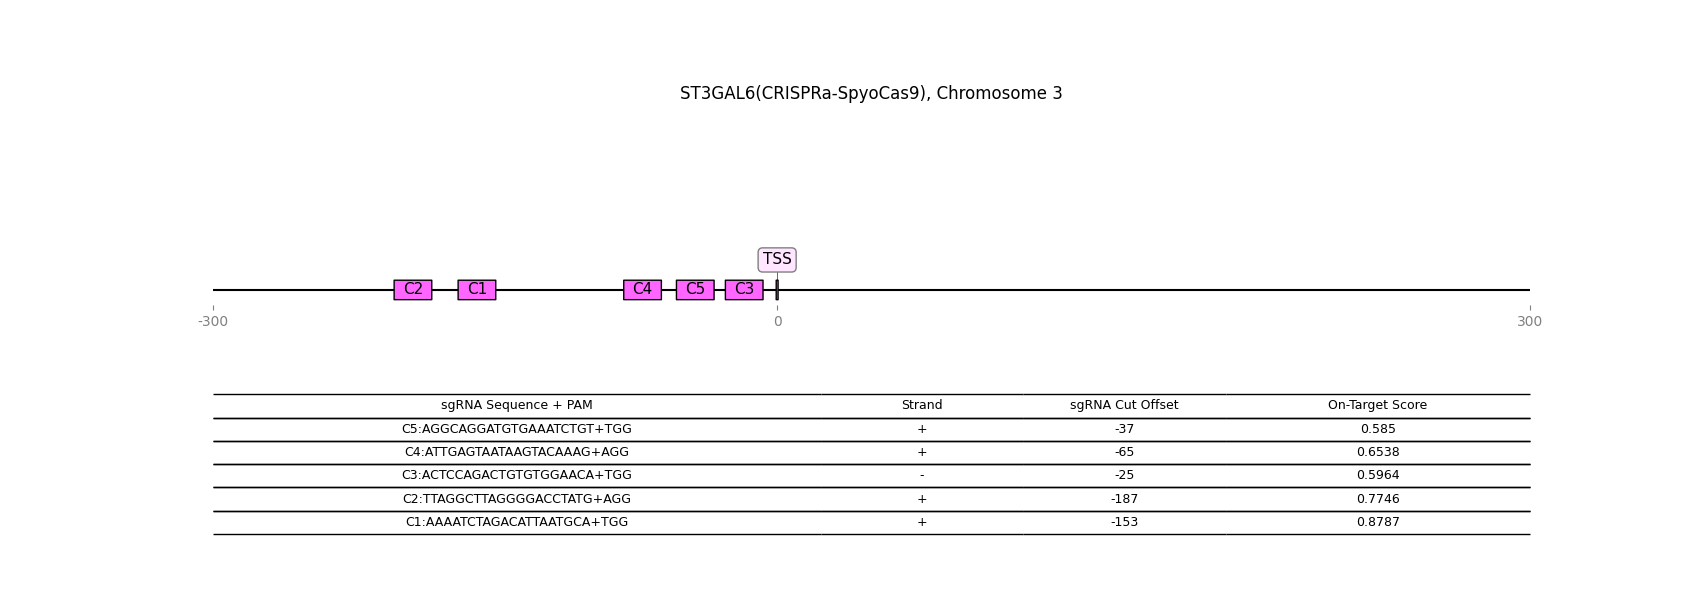 ST3GAL6(CRISPRa-SpyoCas9), Chromosome 3
TSS
C2 C1 C4 C5 C3
-300 0 300
sgRNA Sequence + PAM Strand sgRNA Cut Offset On-Target Score
C5:AGGCAGGATGTGAAATCTGT+TGG + -37 0.585
C4:ATTGAGTAATAAGTACAAAG+AGG + -65 0.6538
C3:ACTCCAGACTGTGTGGAACA+TGG - -25 0.5964
C2:TTAGGCTTAGGGGACCTATG+AGG + -187 0.7746
C1:AAAATCTAGACATTAATGCA+TGG + -153 0.8787